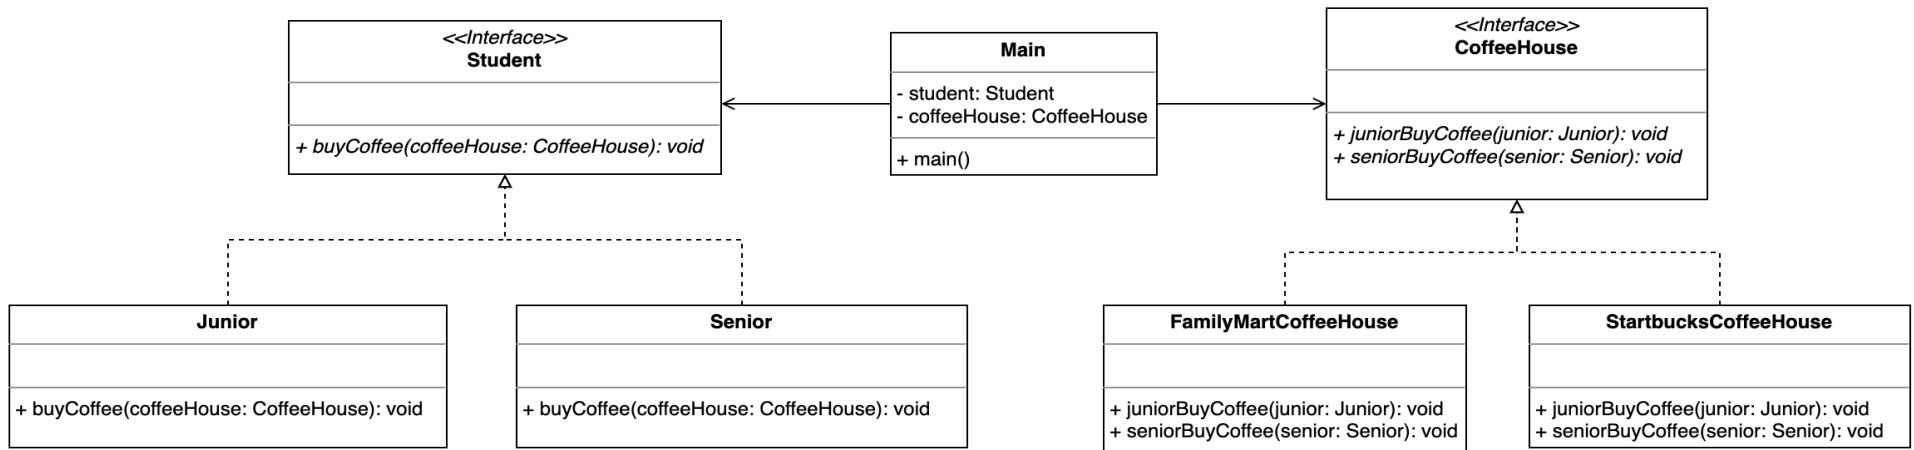 <<Interface>>
Student
+ buyCoffee(coffeeHouse: CoffeeHouse): void
Main
- student: Student
- coffeeHouse: CoffeeHouse
+ main()
<<Interface>>
CoffeeHouse
+ juniorBuyCoffee(junior: Junior): void
+ seniorBuyCoffee(senior: Senior): void
Junior
+ buyCoffee(coffeeHouse: CoffeeHouse): void
Senior
+ buyCoffee(coffeeHouse: CoffeeHouse): void
FamilyMartCoffeeHouse
+ juniorBuyCoffee(junior: Junior): void
+ seniorBuyCoffee(senior: Senior): void
StartbucksCoffeeHouse
+ juniorBuyCoffee(junior: Junior): void
+ seniorBuyCoffee(senior: Senior): void